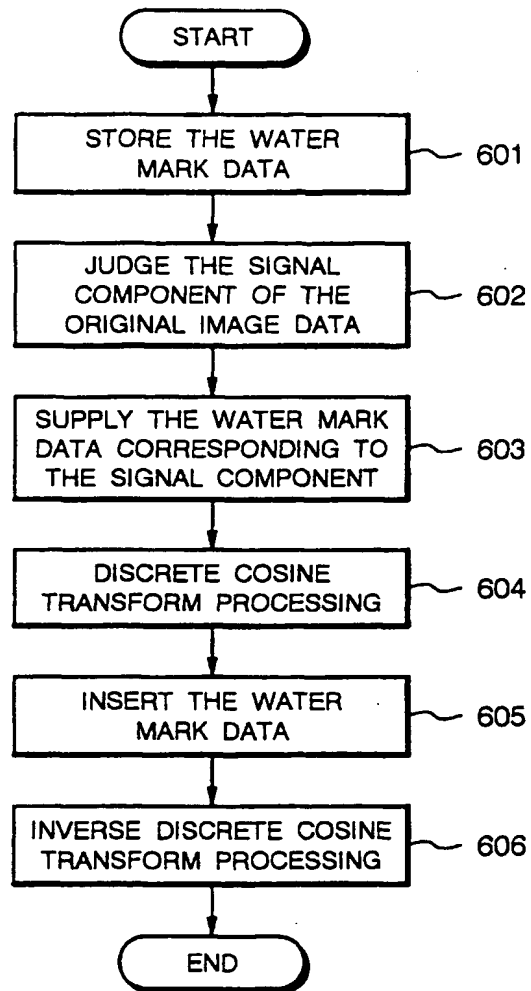 START
STORE THE WATER
MARK DATA
601
JUDGE THE SIGNAL
COMPONENT OF THE
ORIGINAL IMAGE DATA
602
SUPPLY THE WATER MARK
DATA CORRESPONDING TO
THE SIGNAL COMPONENT
603
DISCRETE COSINE
TRANSFORM PROCESSING
604
INSERT THE WATER
MARK DATA
605
INVERSE DISCRETE COSINE
TRANSFORM PROCESSING
606
END